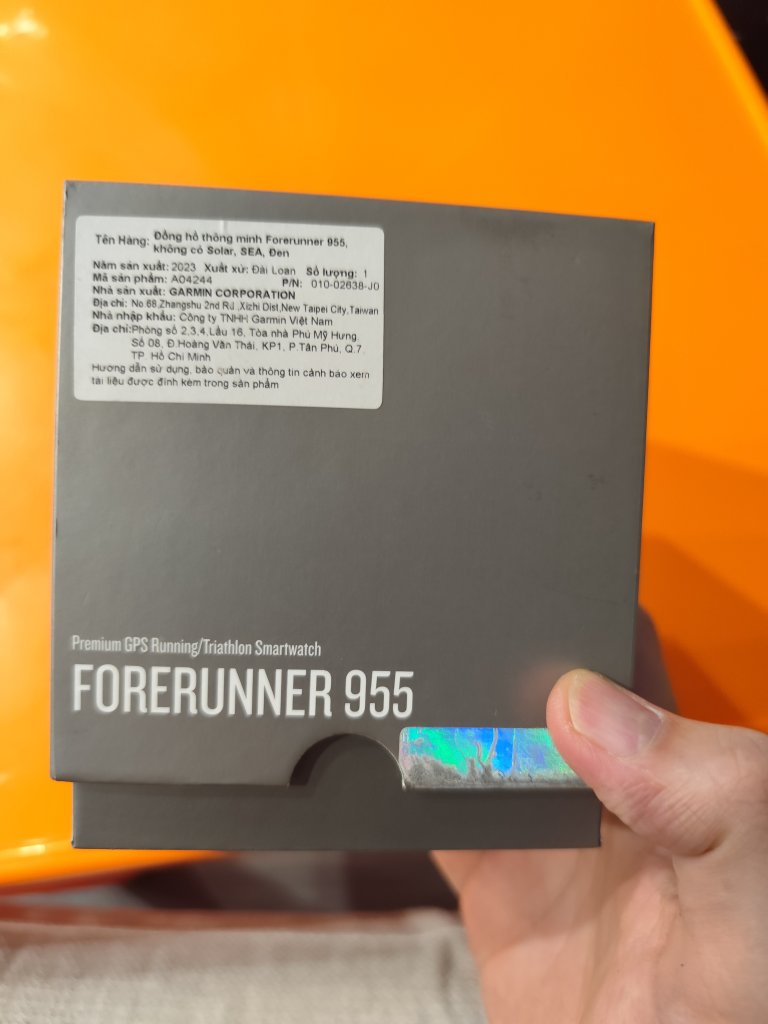 Tên Hàng: Đồng hồ thông minh Forerunner 955,
không có Solar, SEA, Đen
Năm sản xuất: 2023 Xuất xứ: Đài Loan Số lượng: 1
Mã sản phẩm: A04244 P/N: 010-02638-J0
Nhà sản xuất: GARMIN CORPORATION
Địa chỉ: No 68,Zhangshu 2nd Rd.,Xizhi Dist,New Taipei City,Taiwan
Nhà nhập khẩu: Công ty TNHH Garmin Việt Nam
Địa chỉ:Phòng số 2,3,4,Lầu 16, Tòa nhà Phú Mỹ Hưng,
Số 08, Đ.Hoàng Văn Thái, KP1, P.Tân Phú, Q.7,
TP Hồ Chí Minh
Hướng dẫn sử dụng, bảo quản và thông tin cảnh báo xem
tài liệu được đính kèm trong sản phẩm
Premium GPS Running/Triathlon Smartwatch
FORERUNNER 955